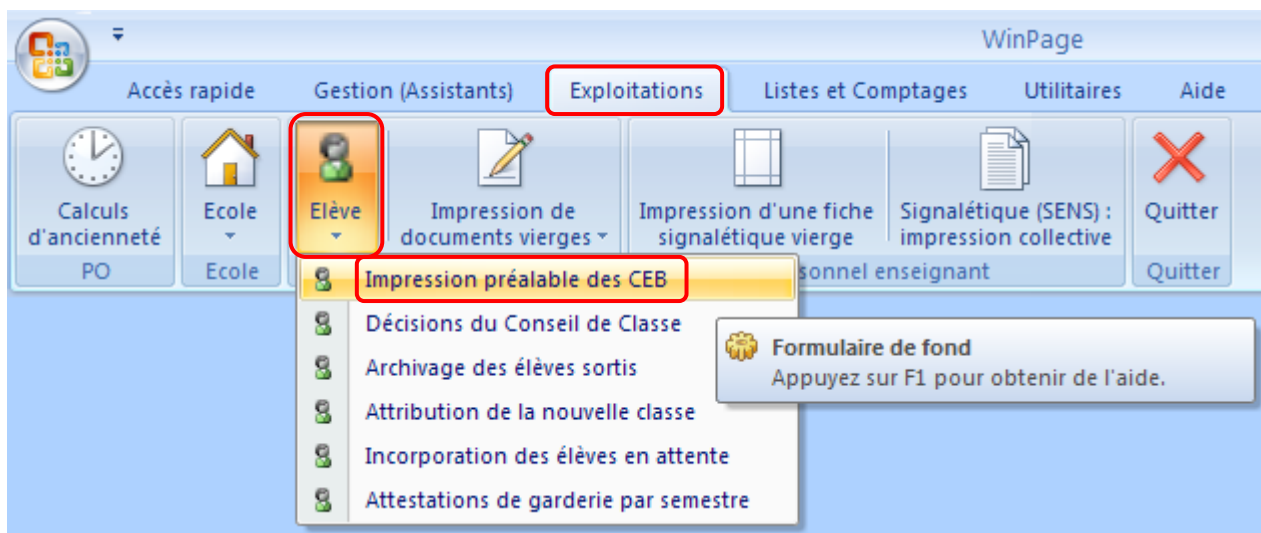 WinPage
Accès rapide Gestion (Assistants) Exploitations Listes et Comptages Utilitaires Aide
Calculs d'ancienneté
Ecole
Elève
Impression de documents vierges
Impression d'une fiche signalétique vierge
Signalétique (SENS) : impression collective
Quitter
PO Ecole sonnel enseignant Quitter
Impression préalable des CEB
Décisions du Conseil de Classe
Archivage des élèves sortis
Attribution de la nouvelle classe
Incorporation des élèves en attente
Attestations de garderie par semestre
Formulaire de fond
Appuyez sur F1 pour obtenir de l'aide.